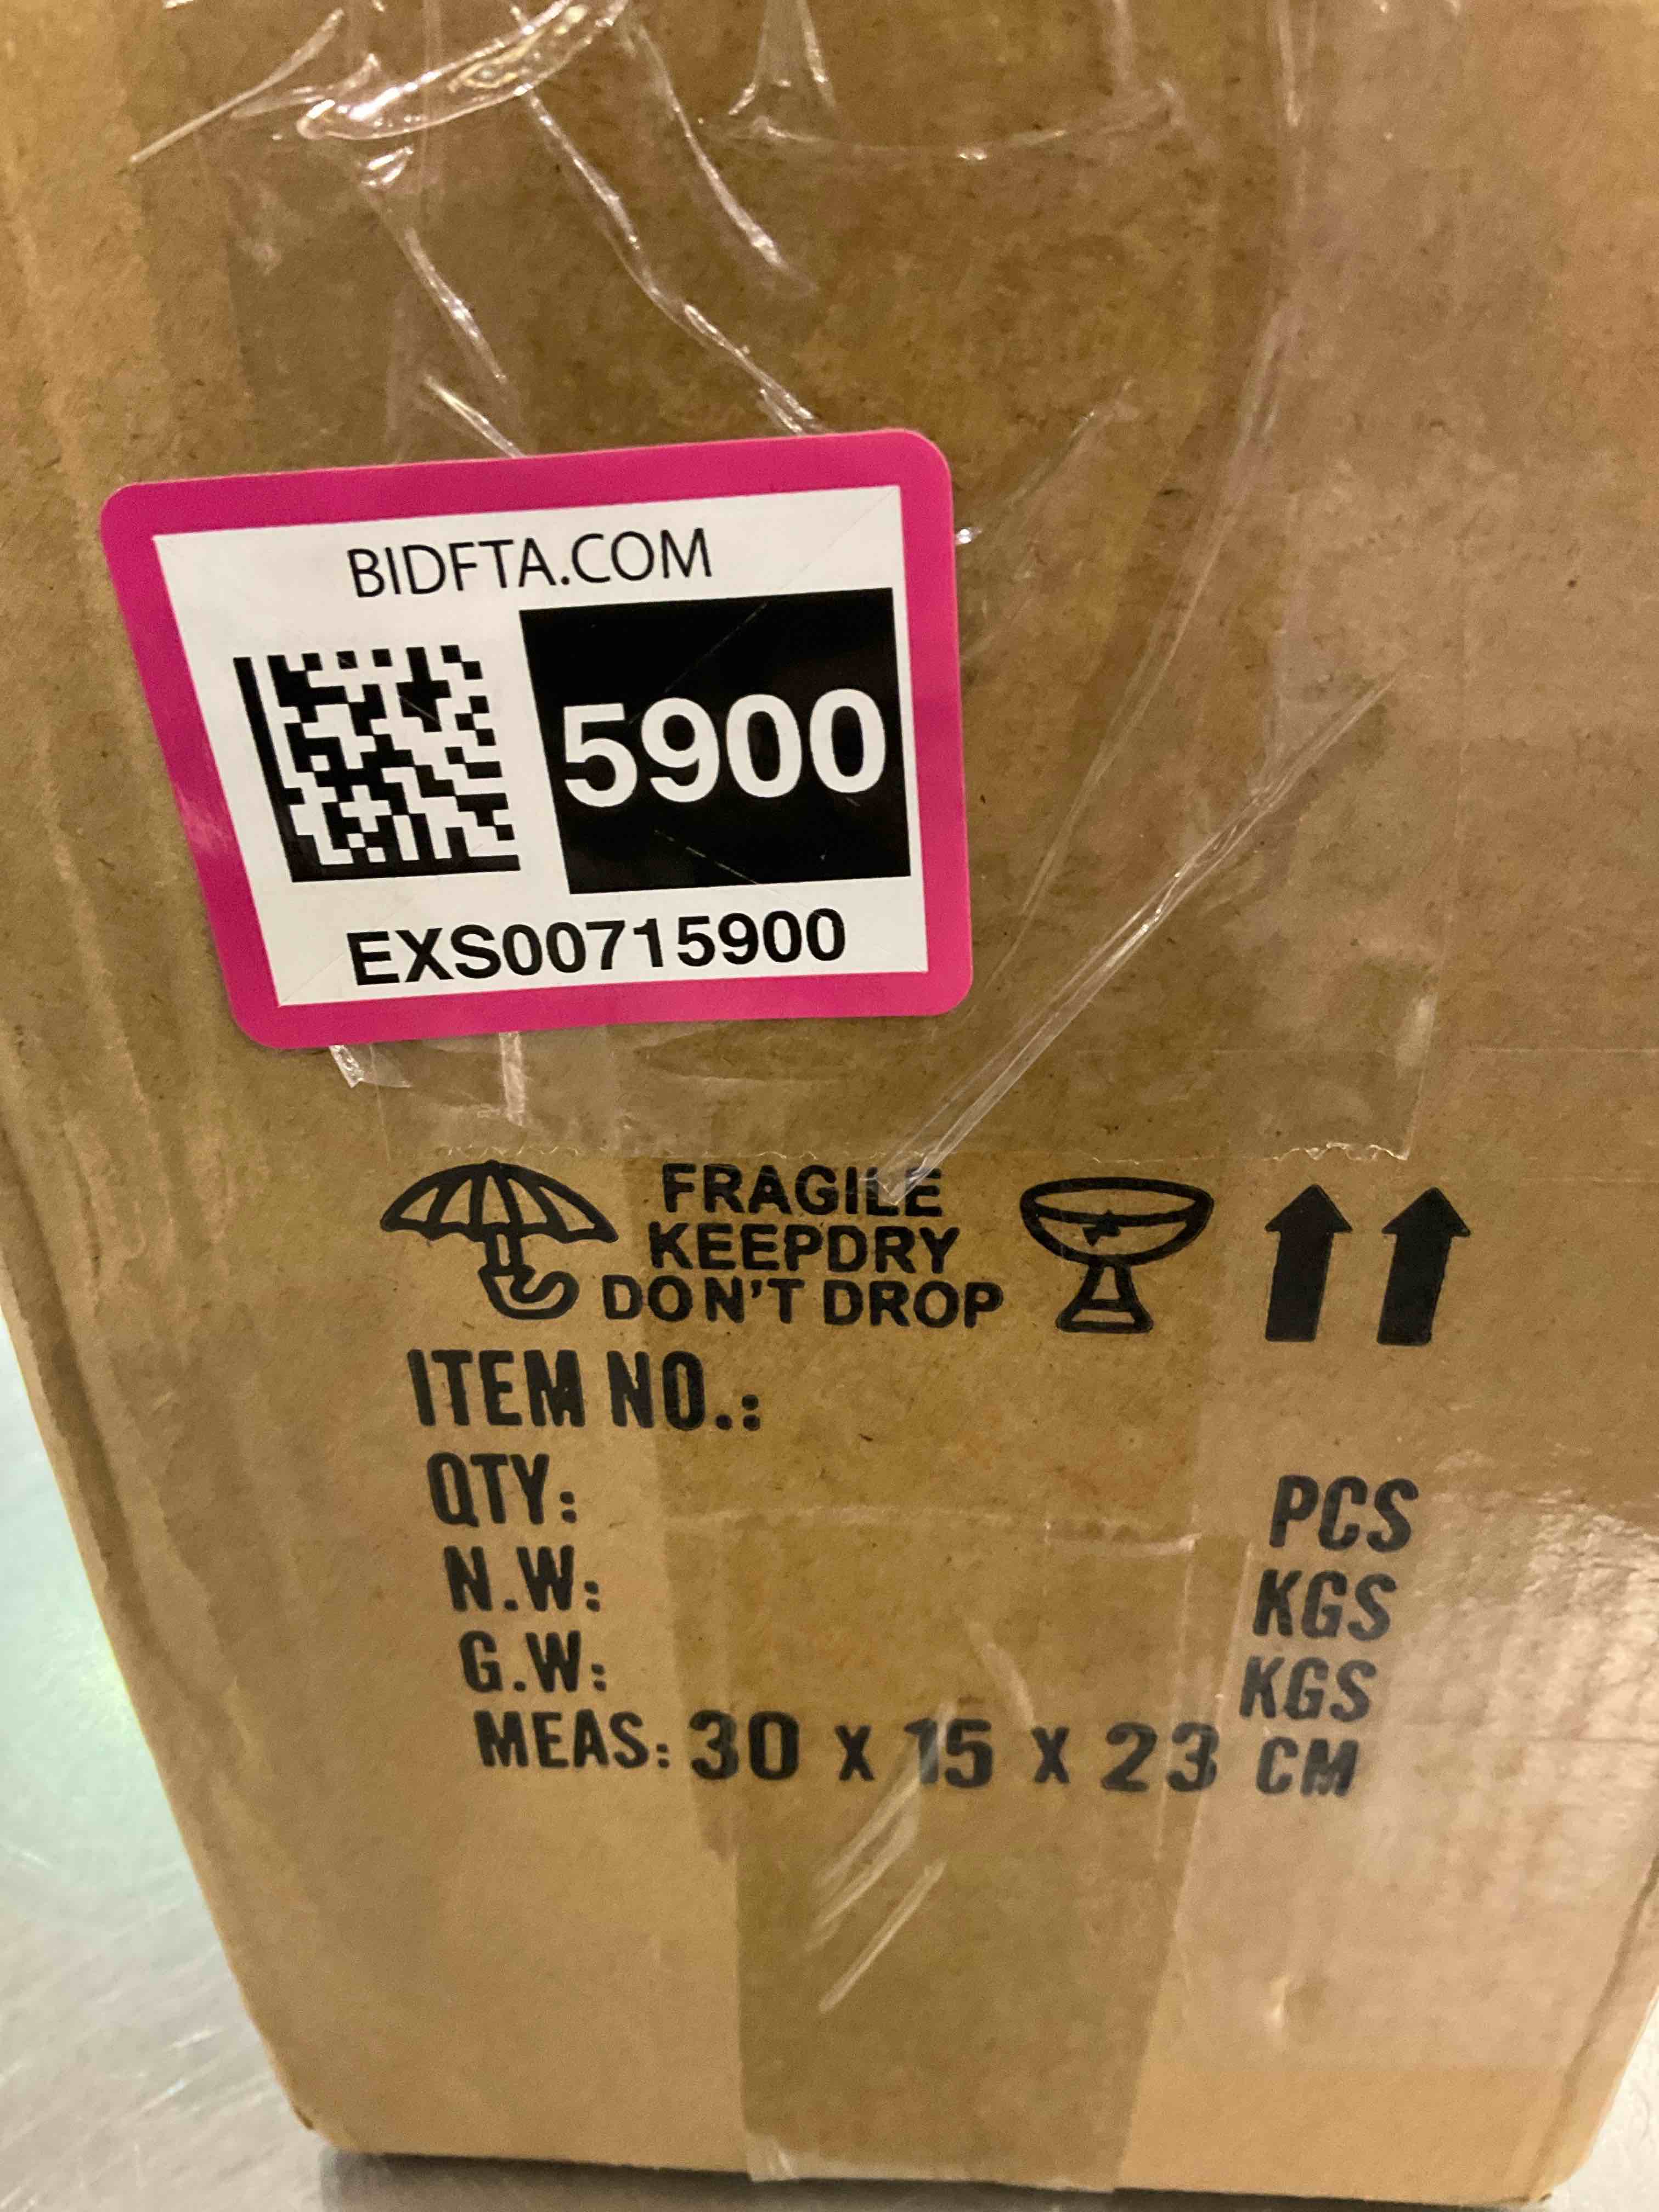 BIDFTA.COM
5900
EXS00715900
FRAGILE
KEEPDRY
DON'T DROP
ITEM NO.:
QTY: PCS
N.W: KGS
G.W: KGS
MEAS: 30 x 15 x 23 CM